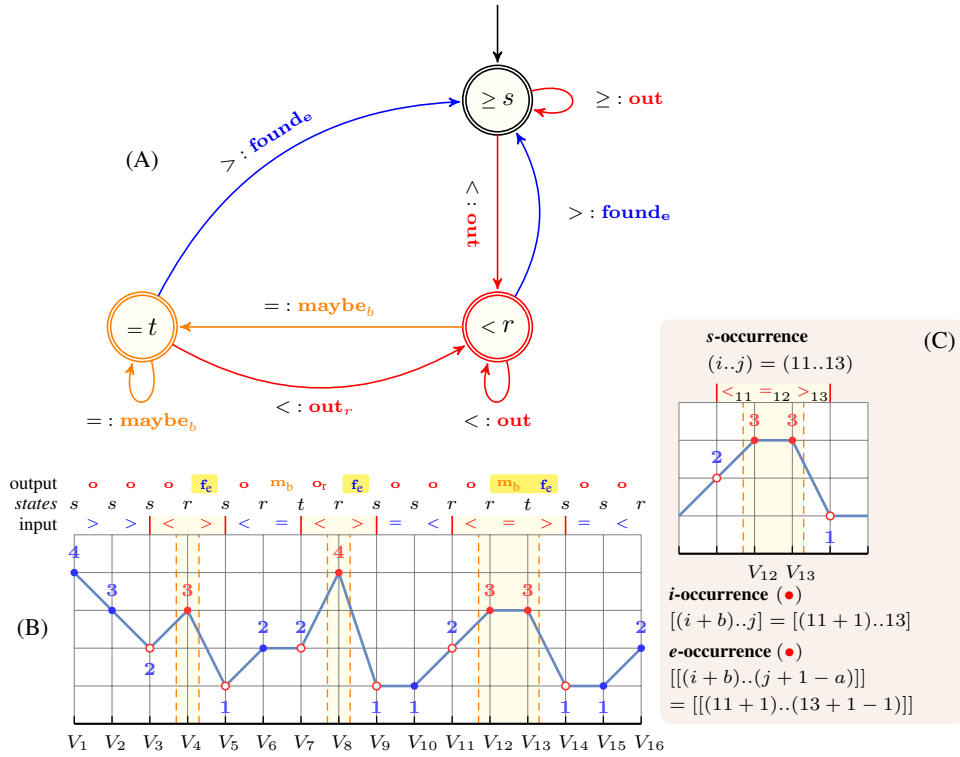 ≥ s
≥ : out
> : found_e
(A)
< : out
> : found_e
= : maybe_b
= t
< r
= : maybe_b
< : out_r
< : out
(C)
s-occurrence
(i..j) = (11..13)
<₁₁ =₁₂ >₁₃
3 3
2
1
V₁₂ V₁₃
i-occurrence (•)
[(i + b)..j] = [(11 + 1)..13]
e-occurrence (•)
[[(i + b)..(j + 1 − a)]]
= [[(11 + 1)..(13 + 1 − 1)]]
output o o o f_e o m_b o_r f_e o o o m_b f_e o o
states s s s r s r t r s s r r t s s r
input > > < > < = < > = < < = > = <
(B)
4 3 2 3 1 2 2 4 1 1 2 3 3 1 1 2
V₁ V₂ V₃ V₄ V₅ V₆ V₇ V₈ V₉ V₁₀ V₁₁ V₁₂ V₁₃ V₁₄ V₁₅ V₁₆